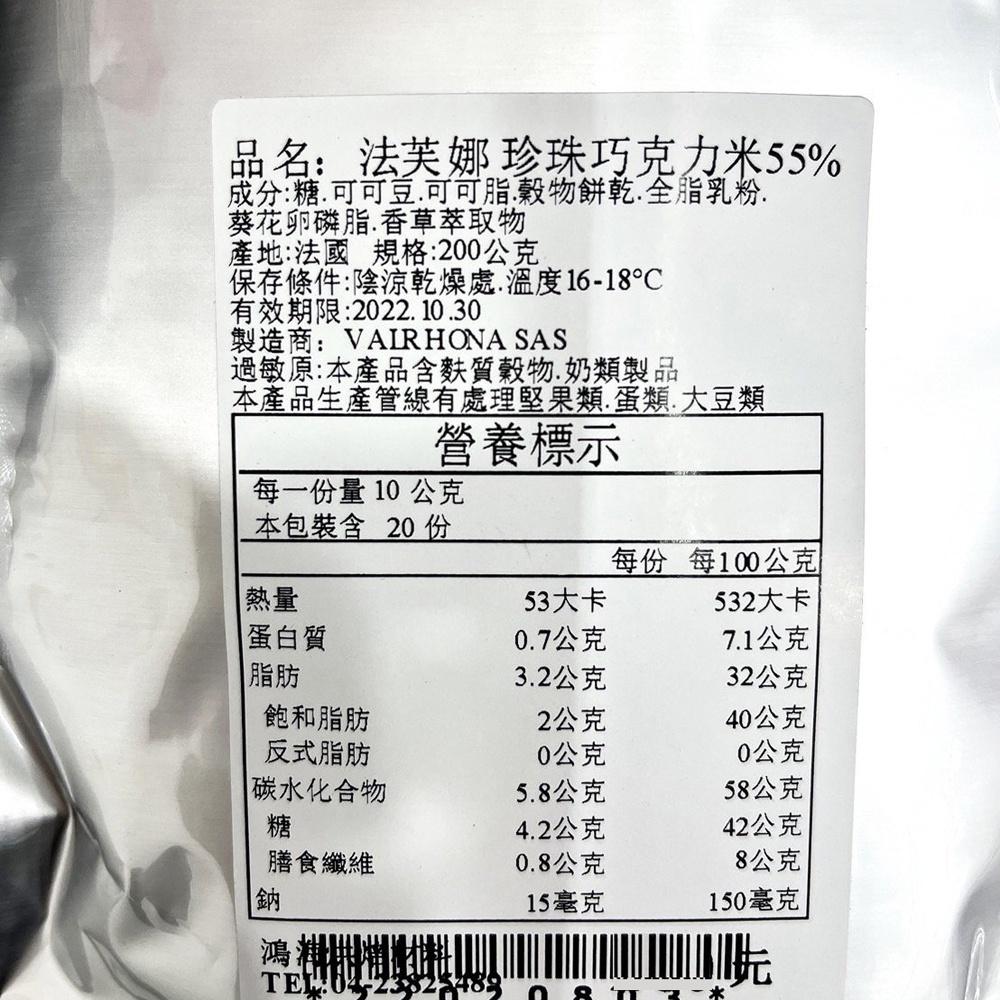 品名: 法芙娜 珍珠巧克力米55%
成分:糖.可可豆.可可脂.穀物餅乾.全脂乳粉.
葵花卵磷脂.香草萃取物
產地:法國 規格:200公克
保存條件:陰涼乾燥處.溫度16-18°C
有效期限:2022.10.30
製造商: VAIRHONA SAS
過敏原:本產品含麩質穀物.奶類製品
本產品生產管線有處理堅果類.蛋類.大豆類
營養標示
每一份量 10 公克
本包裝含 20 份
每份 每100公克
熱量 53大卡 532大卡
蛋白質 0.7公克 7.1公克
脂肪 3.2公克 32公克
飽和脂肪 2公克 40公克
反式脂肪 0公克 0公克
碳水化合物 5.8公克 58公克
糖 4.2公克 42公克
膳食纖維 0.8公克 8公克
鈉 15毫克 150毫克
鴻 元
TEL:04-23825489